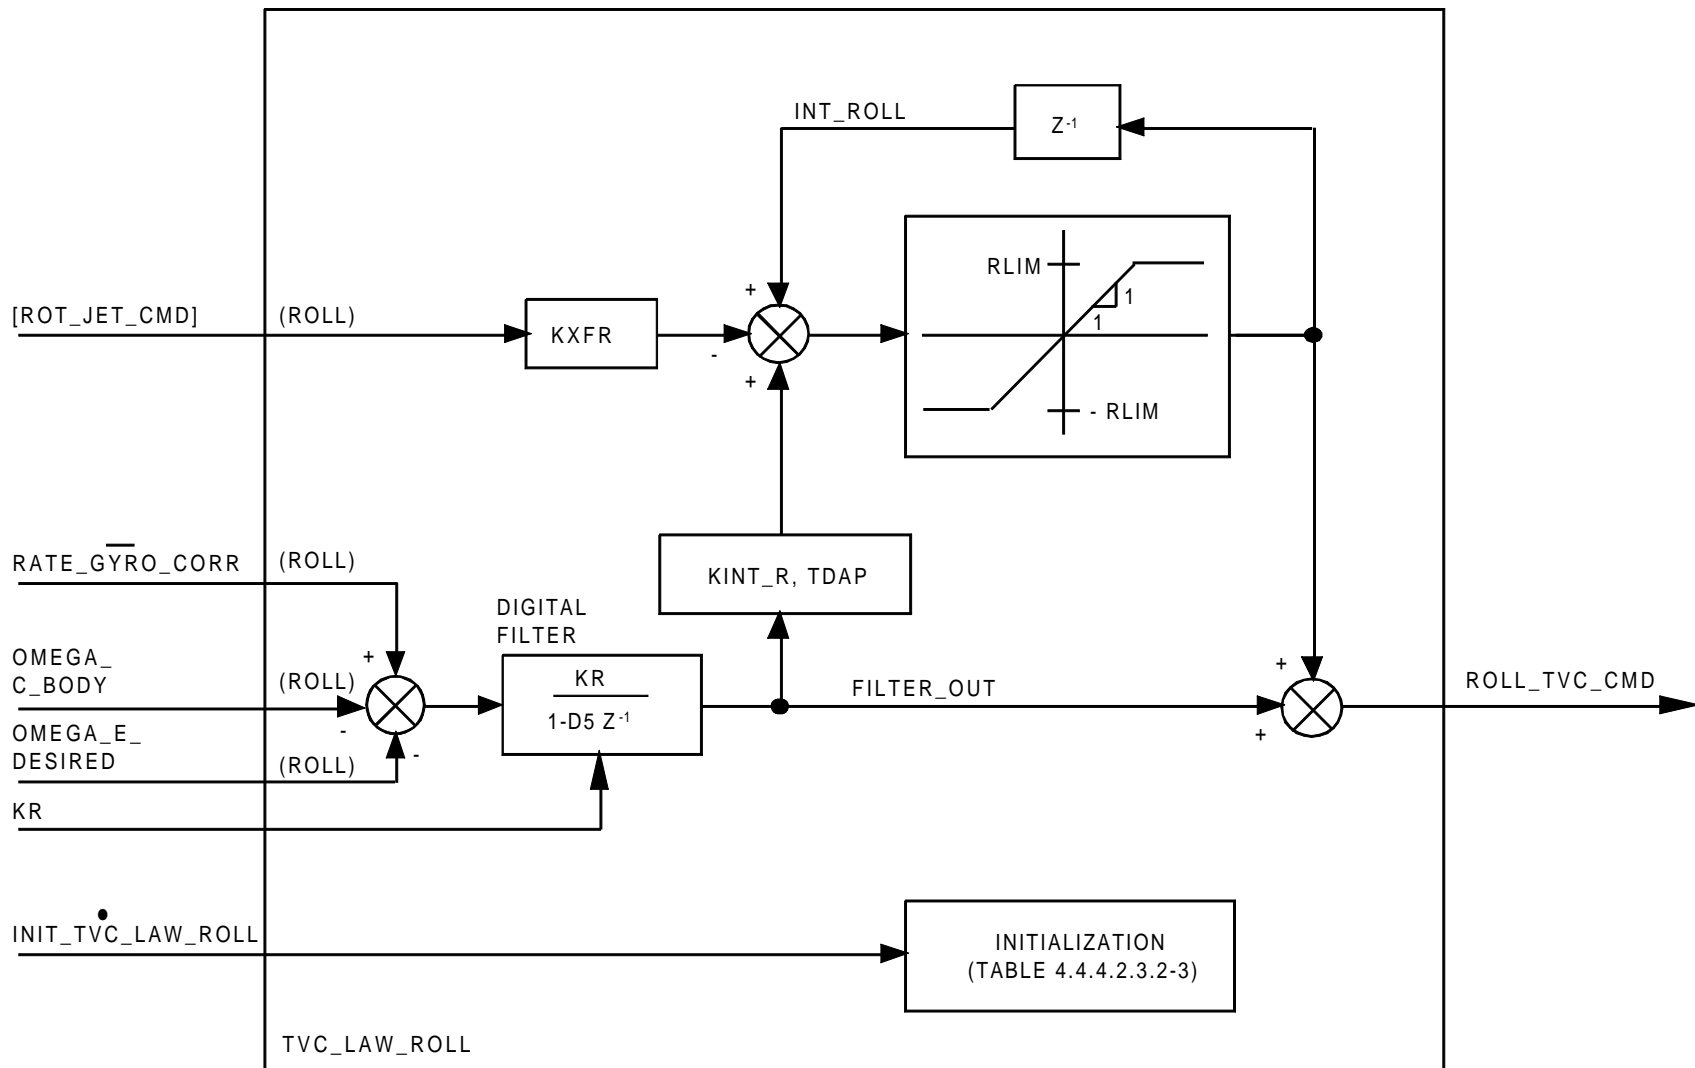 INT_ROLL
Z-1
RLIM
1
1
- RLIM
+
[ROT_JET_CMD]
(ROLL)
KXFR
-
+
KINT_R, TDAP
RATE_GYRO_CORR
(ROLL)
DIGITAL
FILTER
OMEGA_
C_BODY
(ROLL)
+
-
-
OMEGA_E_
DESIRED
(ROLL)
KR
1-D5 Z-1
FILTER_OUT
+
+
ROLL_TVC_CMD
KR
INIT_TVC_LAW_ROLL
INITIALIZATION
(TABLE 4.4.4.2.3.2-3)
TVC_LAW_ROLL